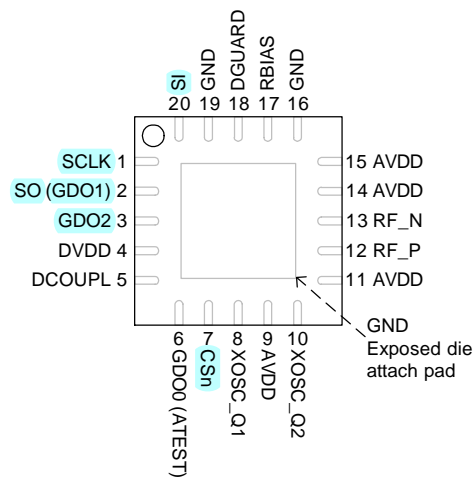 SI
20
GND
19
DGUARD
18
RBIAS
17
GND
16
SCLK 1
SO (GDO1) 2
GDO2 3
DVDD 4
DCOUPL 5
15 AVDD
14 AVDD
13 RF_N
12 RF_P
11 AVDD
6 GDO0 (ATEST)
7 CSn
8 XOSC_Q1
9 AVDD
10 XOSC_Q2
GND
Exposed die
attach pad